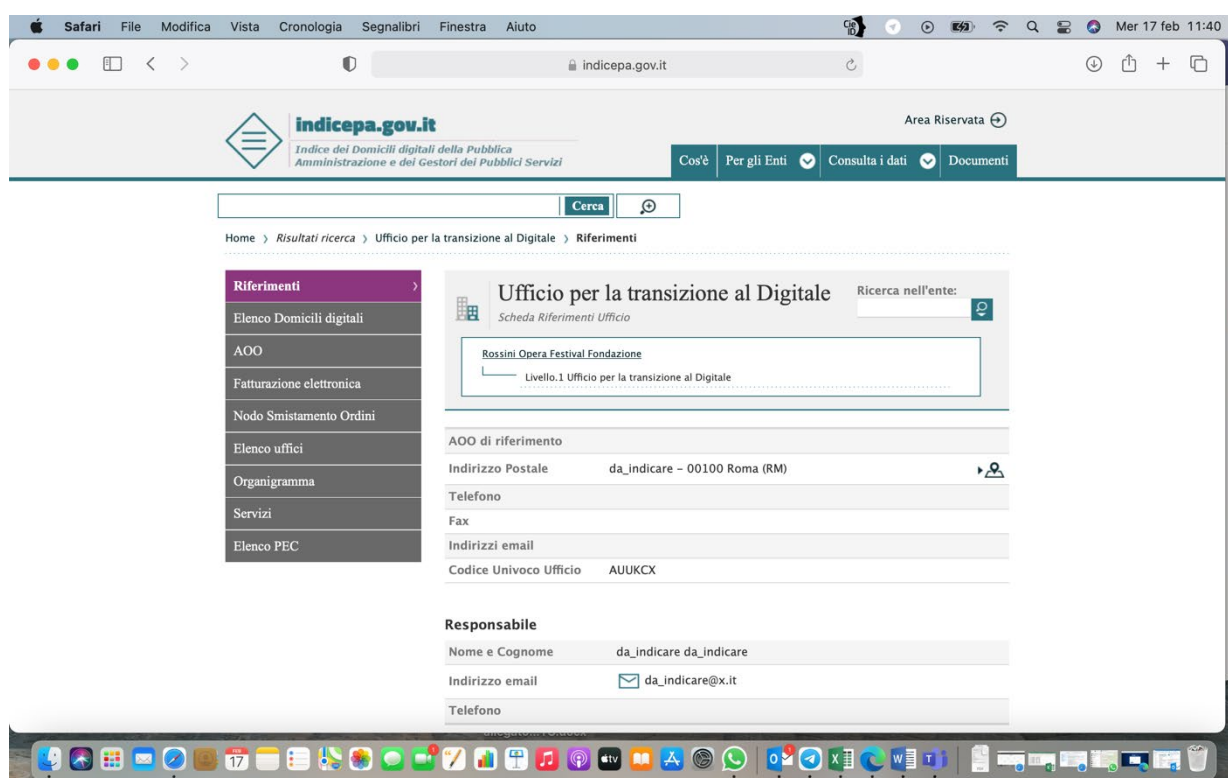 Safari File Modifica Vista Cronologia Segnalibri Finestra Aiuto Mer 17 feb 11:40
indicepa.gov.it
indicepa.gov.it
Indice dei Domicili digitali della Pubblica
Amministrazione e dei Gestori dei Pubblici Servizi
Area Riservata
Cos'è Per gli Enti Consulta i dati Documenti
Cerca
Home > Risultati ricerca > Ufficio per la transizione al Digitale > Riferimenti
Riferimenti
Elenco Domicili digitali
AOO
Fatturazione elettronica
Nodo Smistamento Ordini
Elenco uffici
Organigramma
Servizi
Elenco PEC
Ufficio per la transizione al Digitale
Scheda Riferimenti Ufficio
Ricerca nell'ente:
Rossini Opera Festival Fondazione
Livello.1 Ufficio per la transizione al Digitale
AOO di riferimento
Indirizzo Postale da_indicare – 00100 Roma (RM)
Telefono
Fax
Indirizzi email
Codice Univoco Ufficio AUUKCX
Responsabile
Nome e Cognome da_indicare da_indicare
Indirizzo email da_indicare@x.it
Telefono
FEB
17
tv